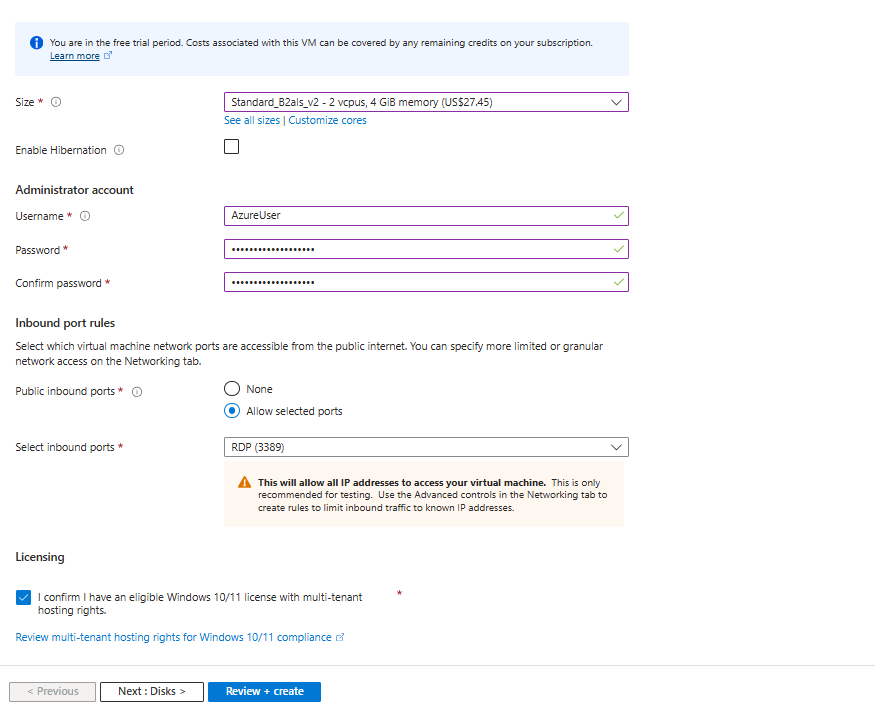 You are in the free trial period. Costs associated with this VM can be covered by any remaining credits on your subscription.
Learn more
Size *
Standard_B2als_v2 - 2 vcpus, 4 GiB memory (US$27.45)
See all sizes | Customize cores
Enable Hibernation
Administrator account
Username *
AzureUser
Password *
•••••••••••••••••••
Confirm password *
•••••••••••••••••••
Inbound port rules
Select which virtual machine network ports are accessible from the public internet. You can specify more limited or granular
network access on the Networking tab.
Public inbound ports *
None
Allow selected ports
Select inbound ports *
RDP (3389)
This will allow all IP addresses to access your virtual machine. This is only
recommended for testing. Use the Advanced controls in the Networking tab to
create rules to limit inbound traffic to known IP addresses.
Licensing
I confirm I have an eligible Windows 10/11 license with multi-tenant *
hosting rights.
Review multi-tenant hosting rights for Windows 10/11 compliance
< Previous
Next : Disks >
Review + create